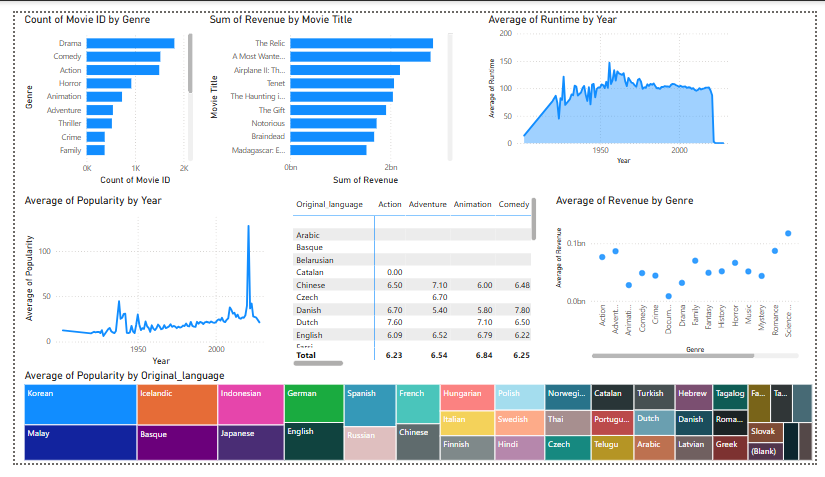 Count of Movie ID by Genre
Genre
Drama
Comedy
Action
Horror
Animation
Adventure
Thriller
Crime
Family
0K 1K 2K
Count of Movie ID
Sum of Revenue by Movie Title
Movie Title
The Relic
A Most Wante...
Airplane II: Th...
Tenet
The Haunting i...
The Gift
Notorious
Braindead
Madagascar: E...
0bn 2bn
Sum of Revenue
Average of Runtime by Year
Average of Runtime
200
150
100
50
0
1950 2000
Year
Average of Popularity by Year
Average of Popularity
100
50
0
1950 2000
Year
Original_language Action Adventure Animation Comedy
Arabic
Basque
Belarusian
Catalan 0.00
Chinese 6.50 7.10 6.00 6.48
Czech 6.70
Danish 6.70 5.40 5.80 7.80
Dutch 7.60 7.10 6.50
English 6.09 6.52 6.79 6.22
Farsi
Total 6.23 6.54 6.84 6.25
Average of Revenue by Genre
Average of Revenue
0.1bn
0.0bn
Action
Advent...
Animati...
Comedy
Crime
Docum...
Drama
Family
Fantasy
History
Horror
Music
Mystery
Romance
Science ...
Genre
Average of Popularity by Original_language
Korean Icelandic Indonesian German Spanish French Hungarian Polish Norwegi... Catalan Turkish Hebrew Tagalog Fa... Ta...
Italian Swedish Thai Portugu... Dutch Danish Roma...
Malay Basque Japanese English Russian Chinese Finnish Hindi Czech Telugu Arabic Latvian Greek Slovak
(Blank)